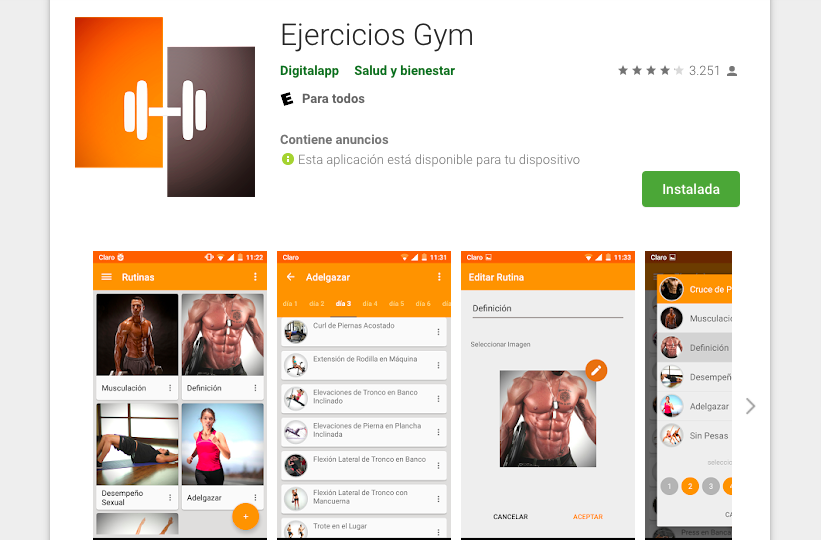 Ejercicios Gym
Digitalapp Salud y bienestar
3.251
E Para todos
Contiene anuncios
Esta aplicación está disponible para tu dispositivo
Instalada
Claro 11:22
Rutinas
Musculación
Definición
Desempeño
Sexual
Adelgazar
+
Claro 11:31
Adelgazar
día 1 día 2 día 3 día 4 día 5 día 6
Curl de Piernas Acostado
Extensión de Rodilla en Máquina
Elevaciones de Tronco en Banco
Inclinado
Elevaciones de Pierna en Plancha
Inclinada
Flexión Lateral de Tronco en Banco
Flexión Lateral de Tronco con
Mancuerna
Trote en el Lugar
Claro 11:33
Editar Rutina
Definición
Seleccionar Imagen
CANCELAR ACEPTAR
Claro
Cruce de P
Musculació
Definición
Desempeñ
Adelgazar
Sin Pesas
selecci
1 2 3 4
CA
Press en Banco